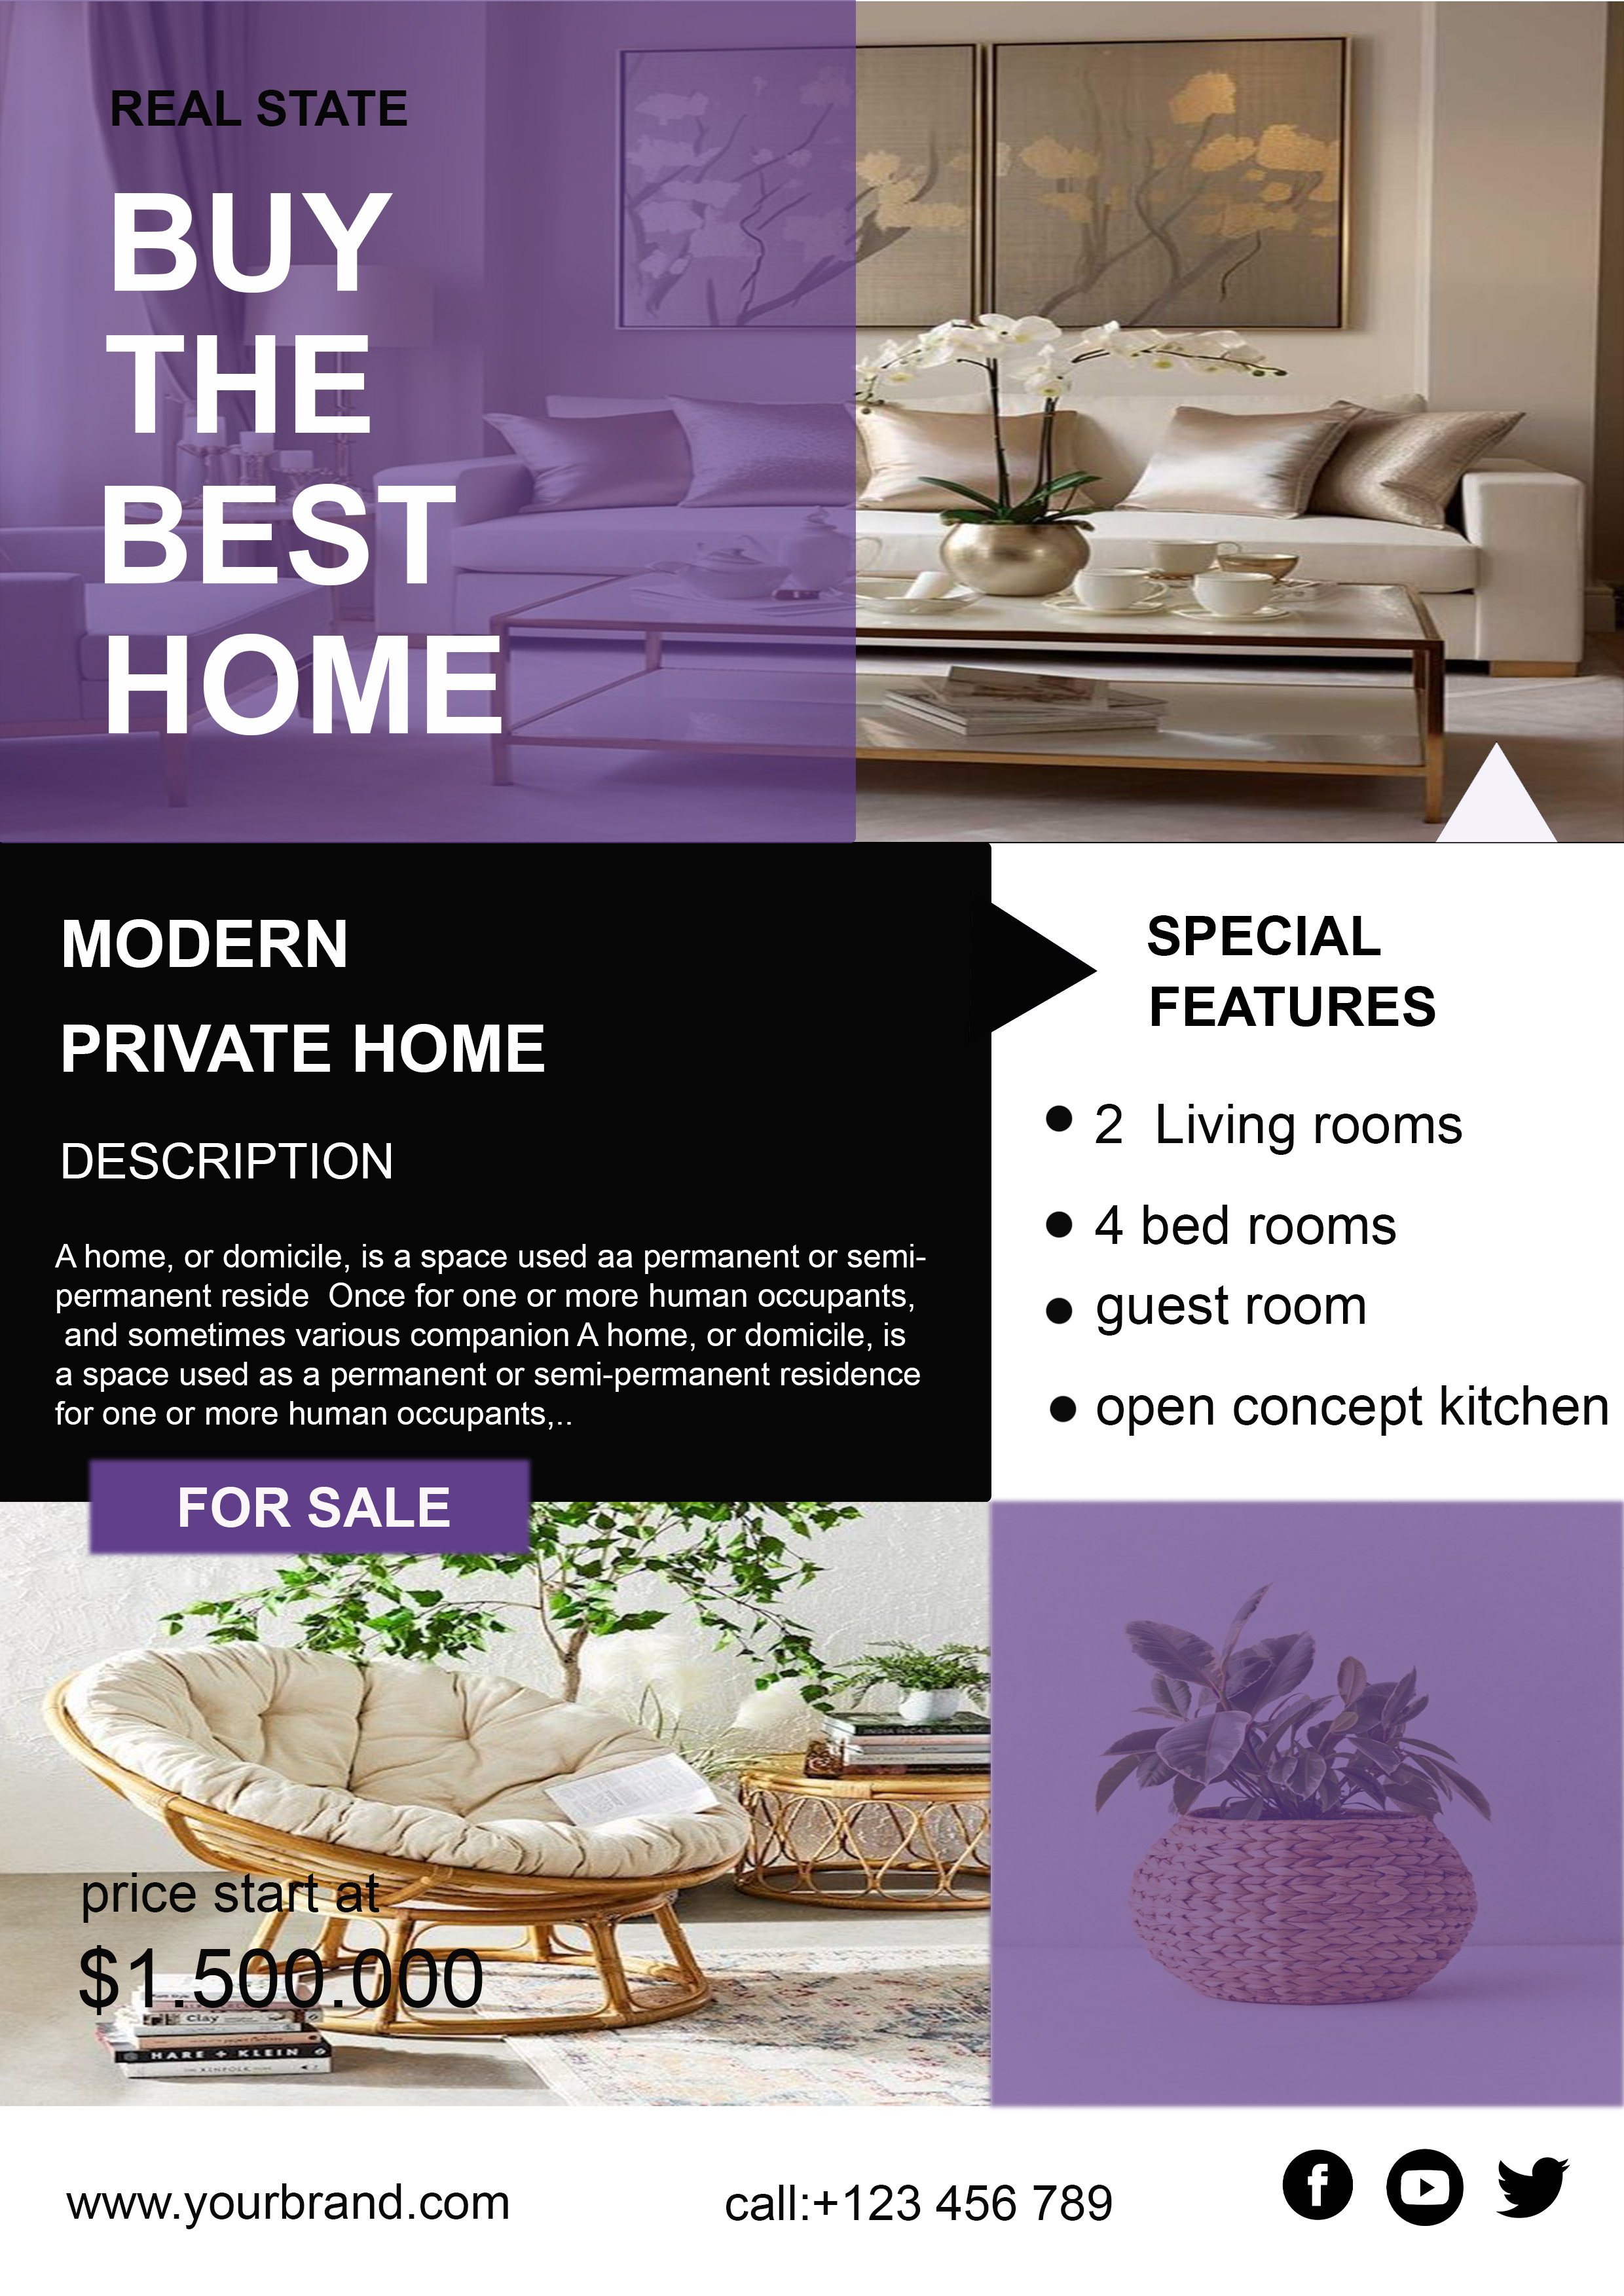 REAL STATE
BUY
THE
BEST
HOME
MODERN
PRIVATE HOME
DESCRIPTION
A home, or domicile, is a space used aa permanent or semi-
permanent reside  Once for one or more human occupants,
and sometimes various companion A home, or domicile, is
a space used as a permanent or semi-permanent residence
for one or more human occupants,..
SPECIAL
FEATURES
● 2  Living rooms
● 4 bed rooms
● guest room
● open concept kitchen
FOR SALE
price start at
$1.500.000
Clay
HARE + KLEIN
www.yourbrand.com
call:+123 456 789